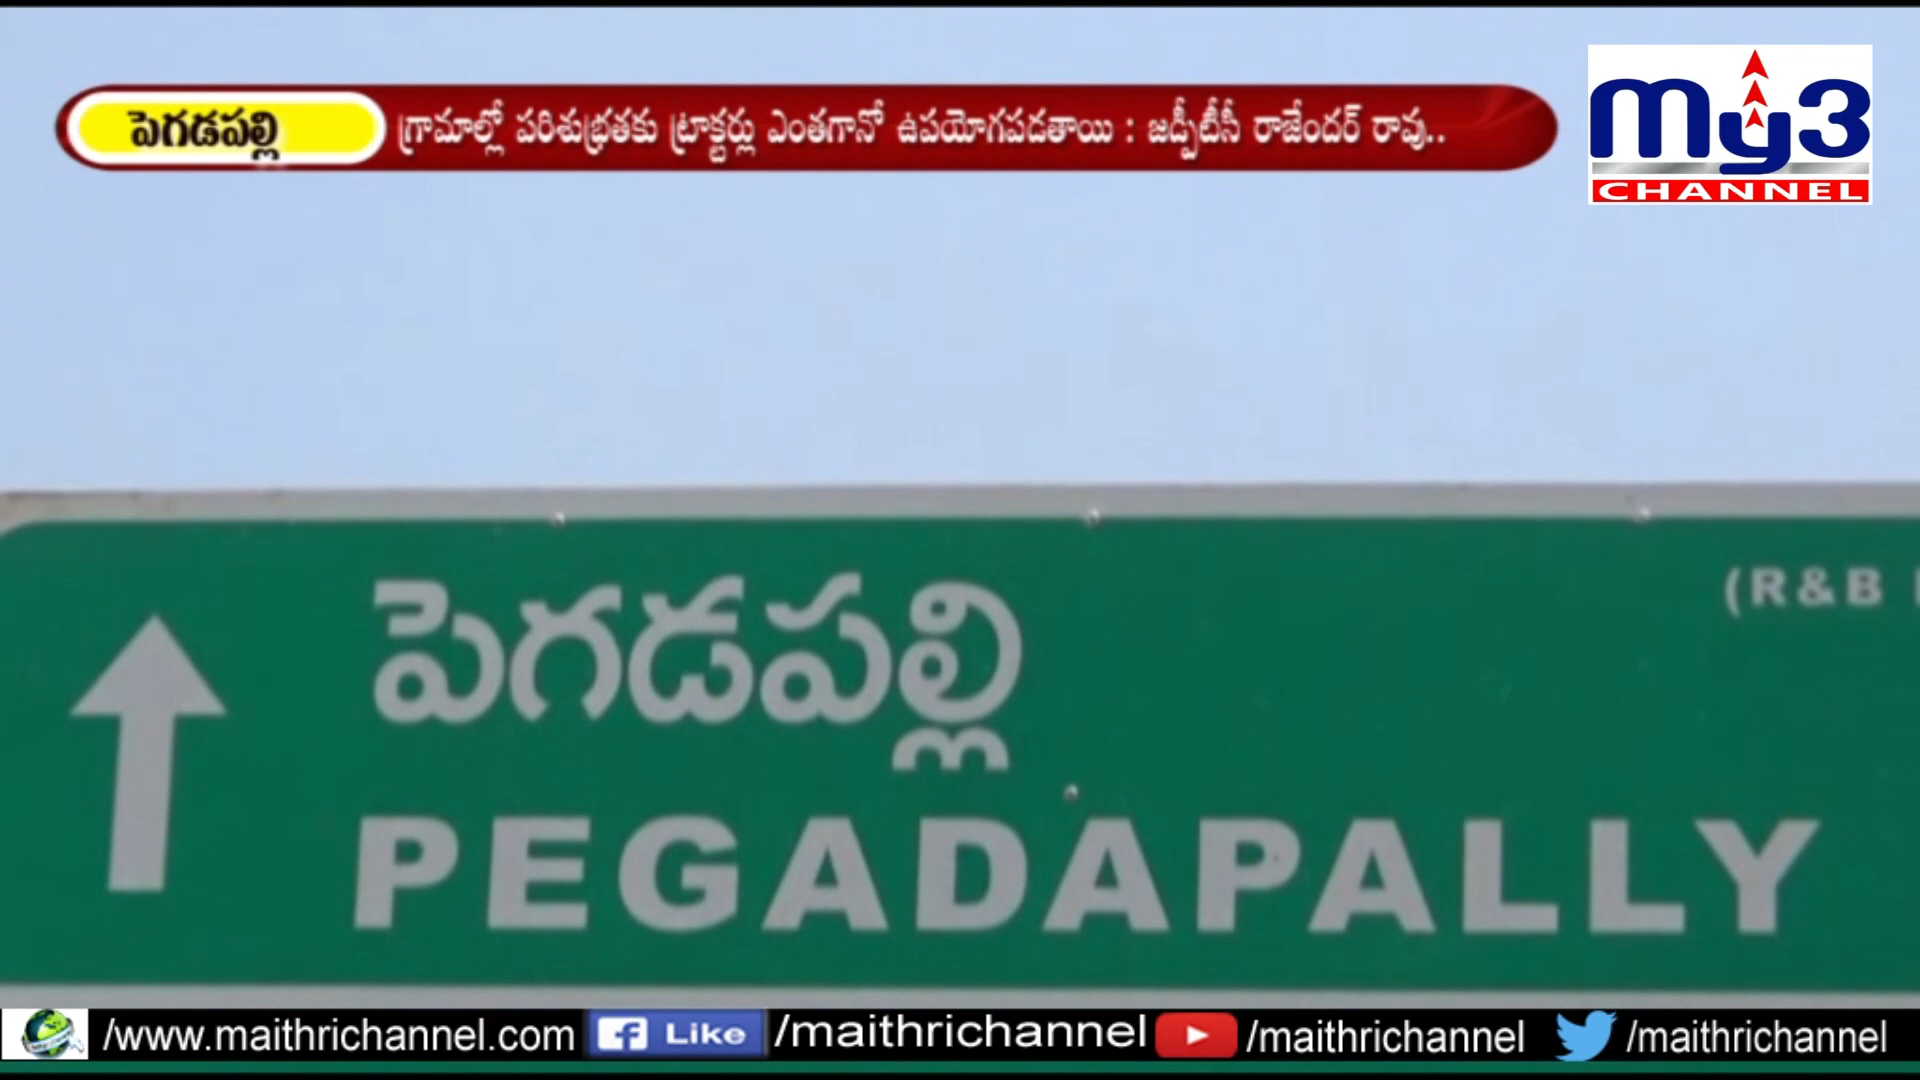 పెగడపల్లి
గ్రామాల్లో పరిశుభ్రతకు ట్రాక్టర్లు ఎంతగానో ఉపయోగపడతాయి : జడ్పీటీసీ రాజేందర్ రావు..
my3
CHANNEL
(R&B
పెగడపల్లి
PEGADAPALLY
/www.maithrichannel.com
f Like /maithrichannel
/maithrichannel
/maithrichannel